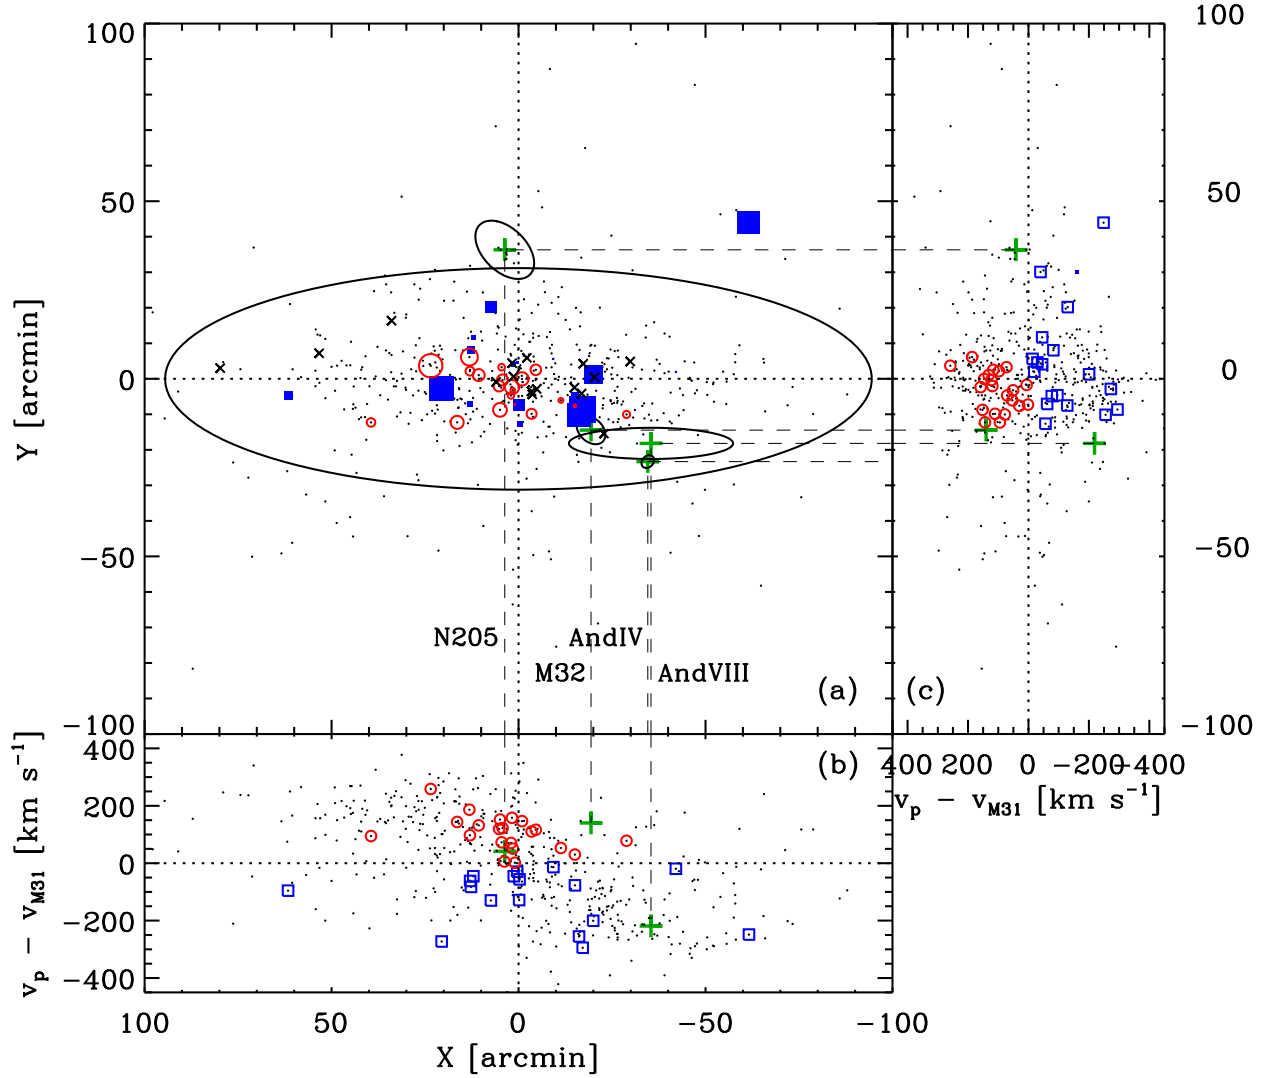 100
50
0
−50
−100
Y [arcmin]
N205
AndIV
M32
AndVIII
(a)
(c)
100
50
0
−50
−100
400
200
0
−200
−400
v_p − v_M31 [km s⁻¹]
(b)
400 200 0 −200 −400
v_p − v_M31 [km s⁻¹]
100 50 0 −50 −100
X [arcmin]